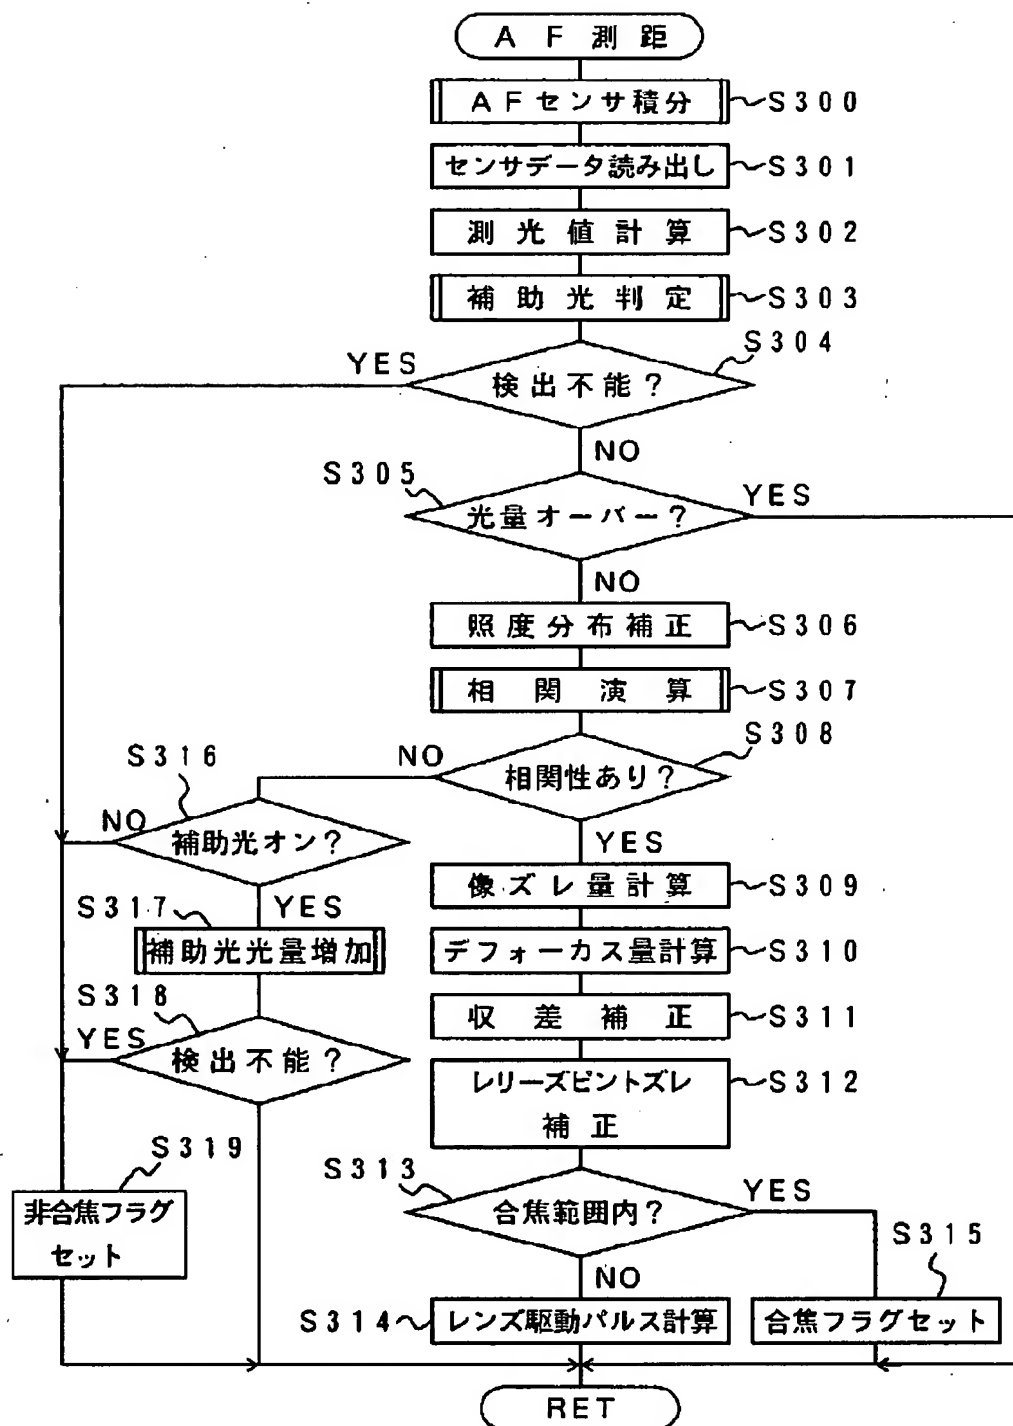 AF測距
AFセンサ積分 S300
センサデータ読み出し S301
測光値計算 S302
補助光判定 S303
S304
YES
検出不能?
NO
S305
YES
光量オーバー?
NO
照度分布補正 S306
相関演算 S307
S308
NO
S316
相関性あり?
NO
補助光オン?
YES
像ズレ量計算 S309
S317
YES
補助光光量増加
デフォーカス量計算 S310
S318
収差補正 S311
YES
検出不能?
レリーズピントズレ
補正
S312
S319
S313
YES
非合焦フラグ
セット
合焦範囲内?
S315
NO
S314
レンズ駆動パルス計算
合焦フラグセット
RET